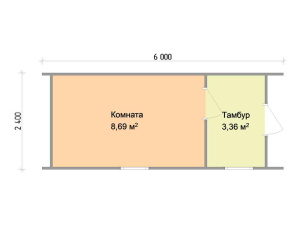 6 000
2 400
Комната
8,69 м²
Тамбур
3,36 м²